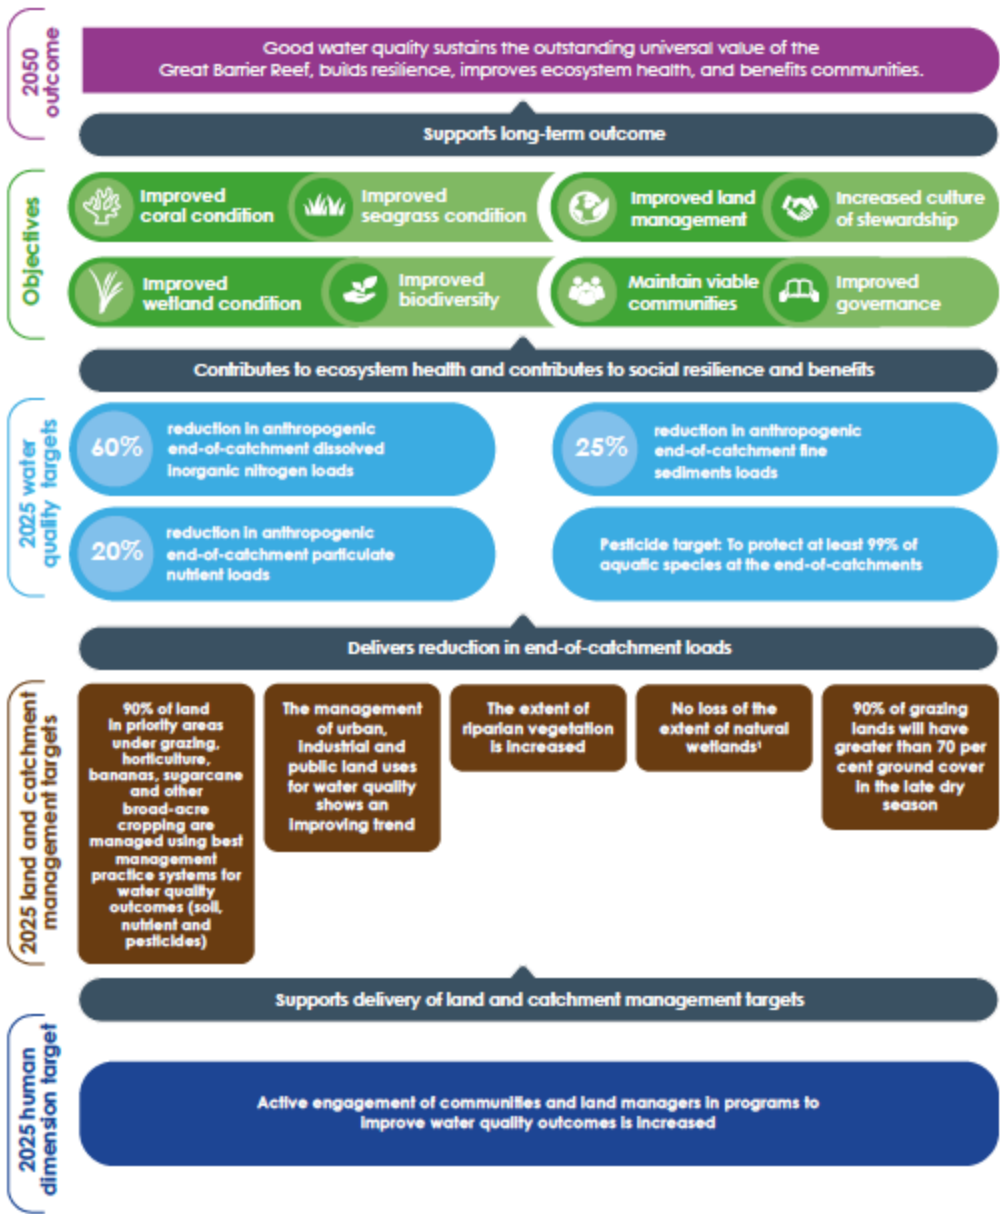 2050
outcome
Good water quality sustains the outstanding universal value of the
Great Barrier Reef, builds resilience, improves ecosystem health, and benefits communities.
Supports long-term outcome
Objectives
Improved
coral condition
Improved
seagrass condition
Improved land
management
Increased culture
of stewardship
Improved
wetland condition
Improved
biodiversity
Maintain viable
communities
Improved
governance
Contributes to ecosystem health and contributes to social resilience and benefits
2025 water
quality targets
60%
reduction in anthropogenic
end-of-catchment dissolved
inorganic nitrogen loads
25%
reduction in anthropogenic
end-of-catchment fine
sediments loads
20%
reduction in anthropogenic
end-of-catchment particulate
nutrient loads
Pesticide target: To protect at least 99% of
aquatic species at the end-of-catchments
Delivers reduction in end-of-catchment loads
2025 land and catchment
management targets
90% of land
in priority areas
under grazing,
horticulture,
bananas, sugarcane
and other
broad-acre
cropping are
managed using best
management
practice systems for
water quality
outcomes (soil,
nutrient and
pesticides)
The management
of urban,
industrial and
public land uses
for water quality
shows an
improving trend
The extent of
riparian vegetation
is increased
No loss of the
extent of natural
wetlands¹
90% of grazing
lands will have
greater than 70 per
cent ground cover
in the late dry
season
Supports delivery of land and catchment management targets
2025 human
dimension target
Active engagement of communities and land managers in programs to
improve water quality outcomes is increased